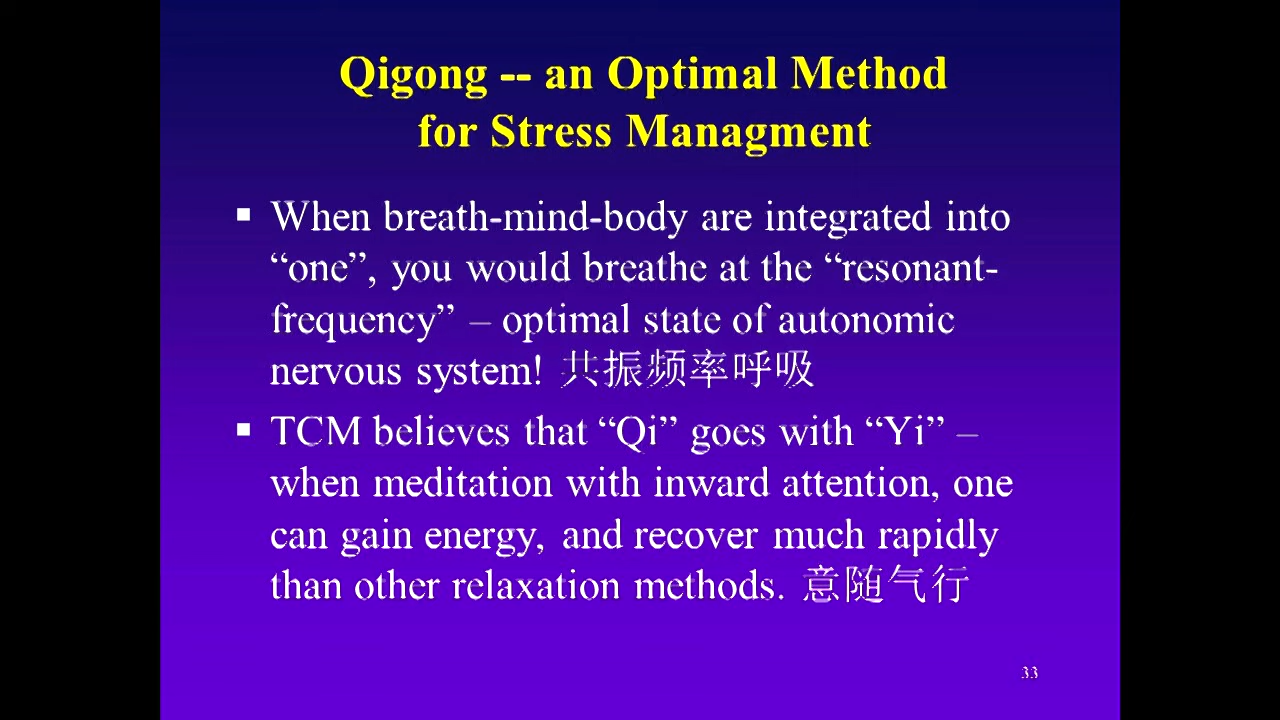 Qigong -- an Optimal Method
for Stress Managment
▪ When breath-mind-body are integrated into
“one”, you would breathe at the “resonant-
frequency” – optimal state of autonomic
nervous system! 共振频率呼吸
▪ TCM believes that “Qi” goes with “Yi” –
when meditation with inward attention, one
can gain energy, and recover much rapidly
than other relaxation methods. 意随气行
33